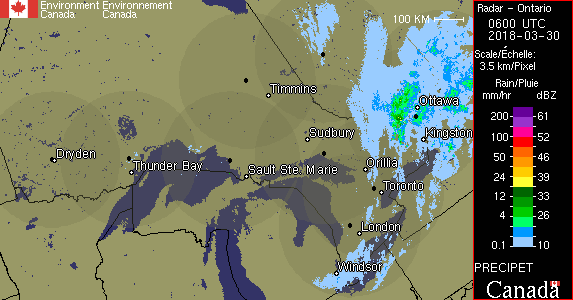 Environment Environnement
Canada Canada
100 KM
Timmins
Ottawa
Sudbury
Kingston
Dryden
Thunder Bay
Sault Ste. Marie
Orillia
Toronto
London
Windsor
Radar - Ontario
0600 UTC
2018-03-30
Scale/Échelle:
3.5 km/Pixel
Rain/Pluie
mm/hr dBZ
200 61
100 52
50 46
24 39
12 33
4 26
1 16
0.1 10
PRECIPET
Canada